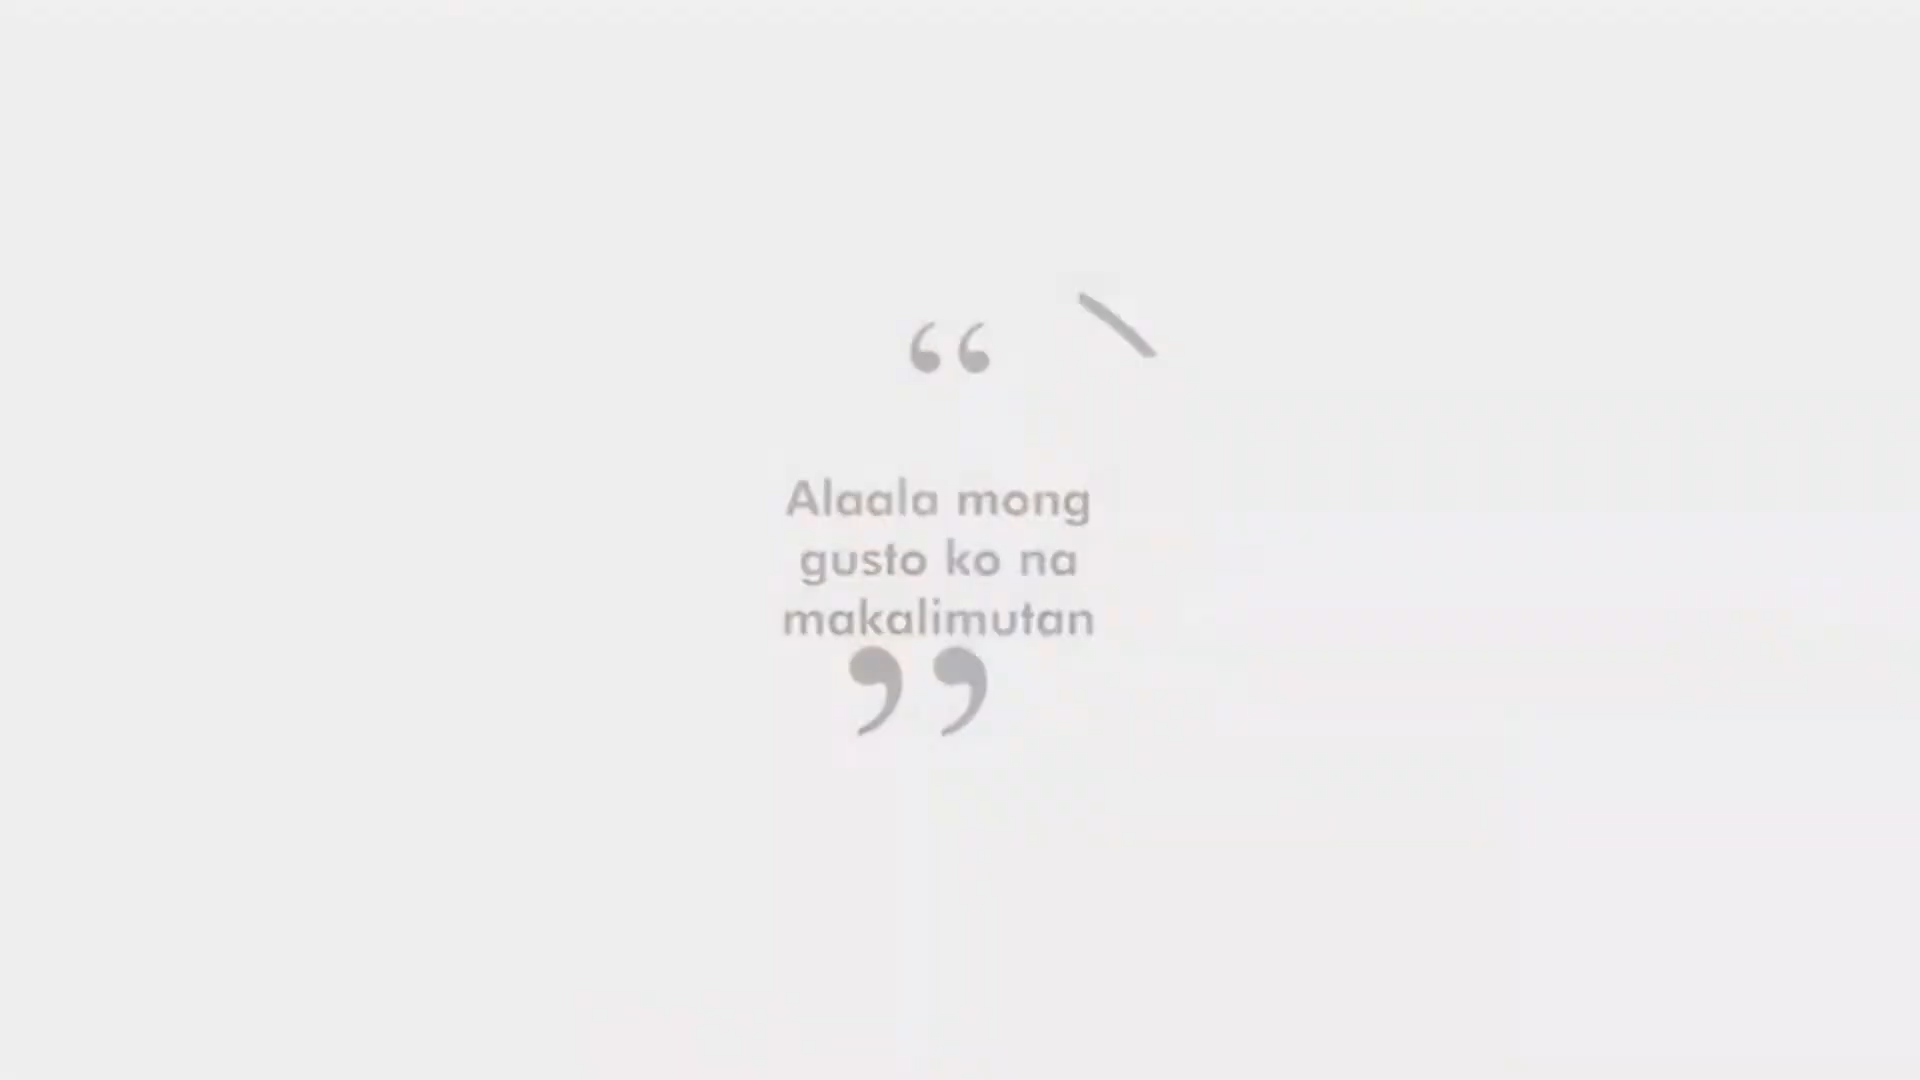 “
Alaala mong
gusto ko na
makalimutan
”